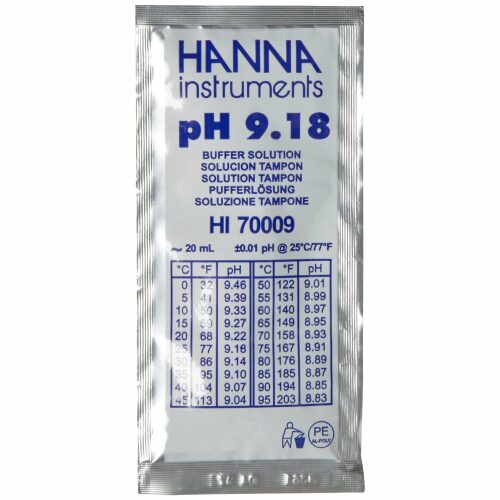 HANNA
instruments
pH 9.18
BUFFER SOLUTION
SOLUCION TAMPON
SOLUTION TAMPON
PUFFERLÖSUNG
SOLUZIONE TAMPONE
HI 70009
~ 20 mL ±0.01 pH @ 25°C/77°F
°C °F pH °C °F pH
0 32 9.46 50 122 9.01
5 41 9.39 55 131 8.99
10 50 9.33 60 140 8.97
15 59 9.27 65 149 8.95
20 68 9.22 70 158 8.93
25 77 9.18 75 167 8.91
30 86 9.14 80 176 8.89
35 95 9.10 85 185 8.87
40 104 9.07 90 194 8.85
45 113 9.04 95 203 8.83
PE
AL-POLY